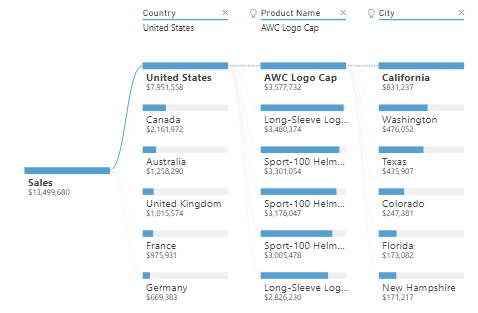 Country ×
United States
Product Name ×
AWC Logo Cap
City ×
Sales
$13,499,680
United States
$7,951,558
Canada
$2,161,972
Australia
$1,258,290
United Kingdom
$1,015,574
France
$975,931
Germany
$669,383
AWC Logo Cap
$3,577,732
Long-Sleeve Log...
$3,480,374
Sport-100 Helm...
$3,301,054
Sport-100 Helm...
$3,178,047
Sport-100 Helm...
$3,005,478
Long-Sleeve Log...
$2,826,230
California
$831,237
Washington
$476,052
Texas
$435,907
Colorado
$247,381
Florida
$173,082
New Hampshire
$171,217